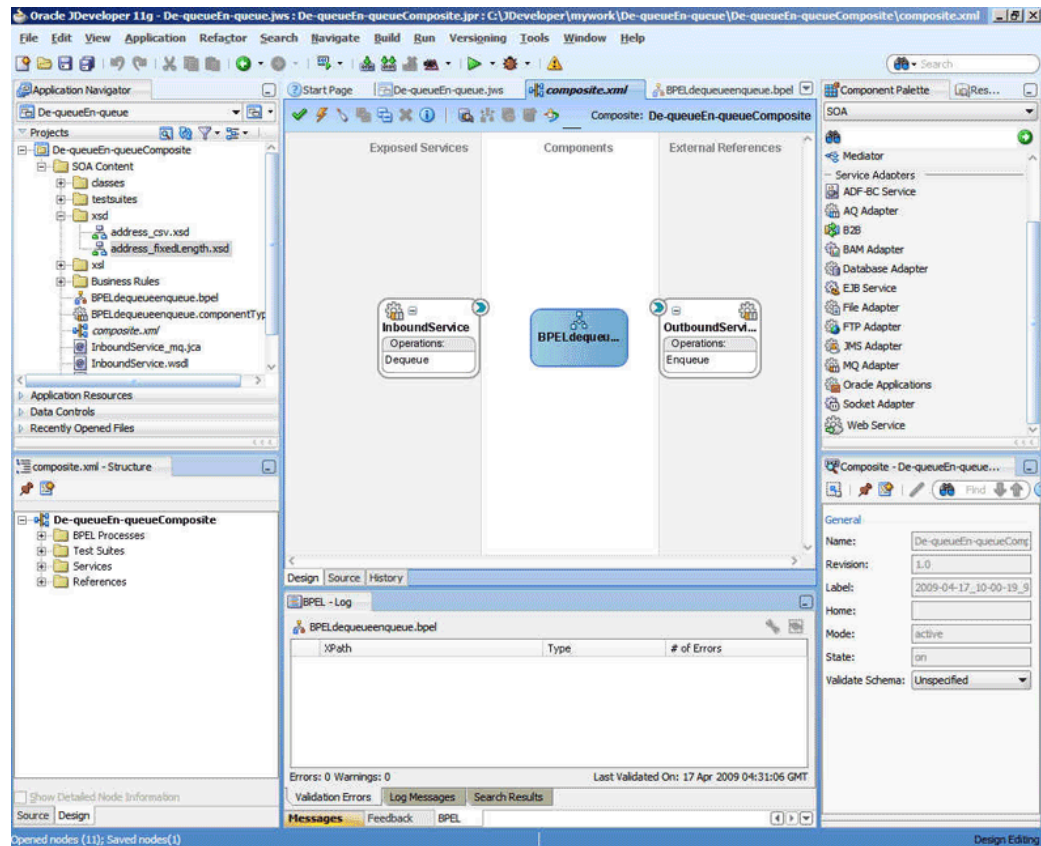 Oracle JDeveloper 11g - De-queueEn-queue.jws : De-queueEn-queueComposite.jpr : C:\JDeveloper\mywork\De-queueEn-queue\De-queueEn-queueComposite\composite.xml
File Edit View Application Refactor Search Navigate Build Run Versioning Tools Window Help
Search
Application Navigator
De-queueEn-queue
Projects
De-queueEn-queueComposite
SOA Content
classes
testsuites
xsd
address_csv.xsd
address_fixedLength.xsd
xsl
Business Rules
BPELdequeueenqueue.bpel
BPELdequeueenqueue.componentTyp
composite.xml
InboundService_mq.jca
InboundService.wsdl
Application Resources
Data Controls
Recently Opened Files
composite.xml - Structure
De-queueEn-queueComposite
BPEL Processes
Test Suites
Services
References
Show Detailed Node Information
Source Design
Start Page De-queueEn-queue.jws composite.xml BPELdequeueenqueue.bpel
Composite: De-queueEn-queueComposite
Exposed Services Components External References
InboundService
Operations:
Dequeue
BPELdequeu...
OutboundServi...
Operations:
Enqueue
Design Source History
BPEL - Log
BPELdequeueenqueue.bpel
XPath Type # of Errors
Errors: 0 Warnings: 0 Last Validated On: 17 Apr 2009 04:31:06 GMT
Validation Errors Log Messages Search Results
Messages Feedback BPEL
Component Palette Res...
SOA
Mediator
Service Adapters
ADF-BC Service
AQ Adapter
B2B
BAM Adapter
Database Adapter
EJB Service
File Adapter
FTP Adapter
JMS Adapter
MQ Adapter
Oracle Applications
Socket Adapter
Web Service
Composite - De-queueEn-queue...
Find
General
Name: De-queueEn-queueComp
Revision: 1.0
Label: 2009-04-17_10-00-19_9
Home:
Mode: active
State: on
Validate Schema: Unspecified
Opened nodes (11); Saved nodes(1) Design Editing